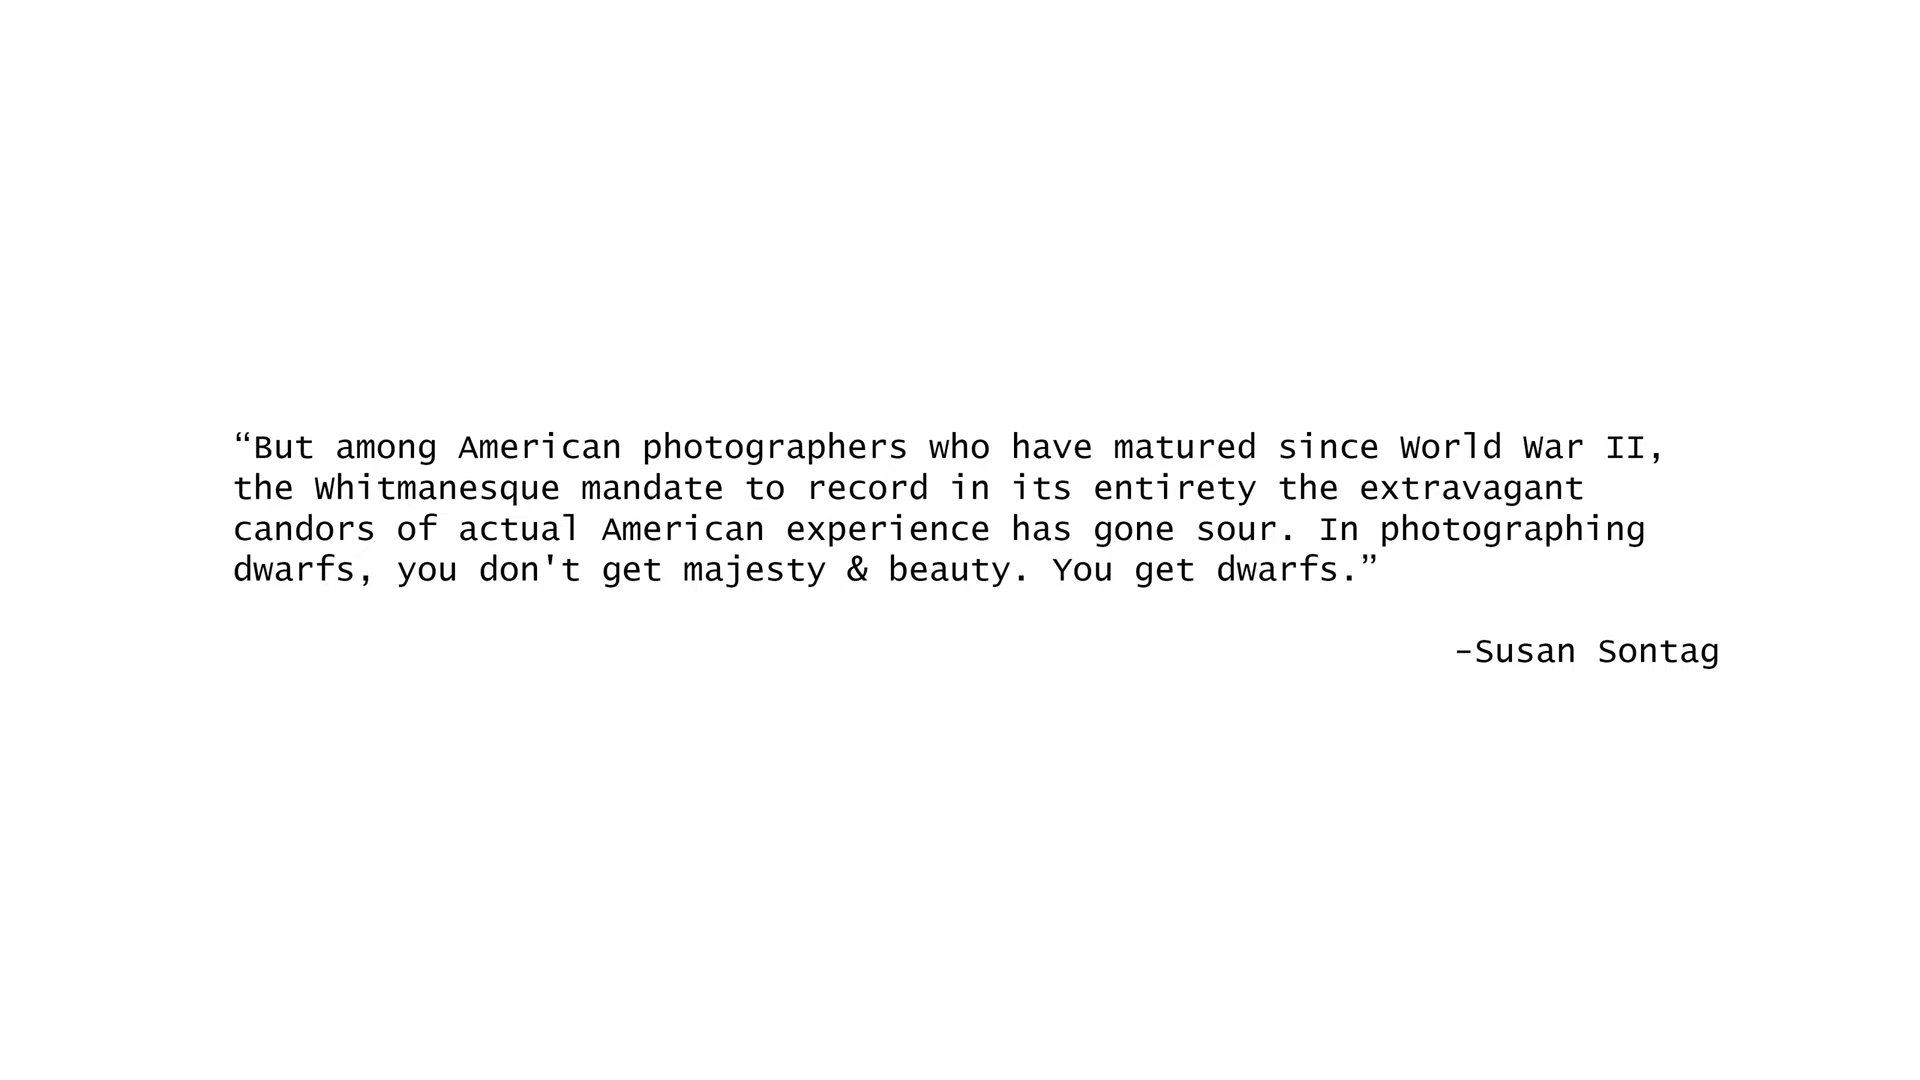 “But among American photographers who have matured since World War II,
the Whitmanesque mandate to record in its entirety the extravagant
candors of actual American experience has gone sour. In photographing
dwarfs, you don't get majesty & beauty. You get dwarfs.”
–Susan Sontag